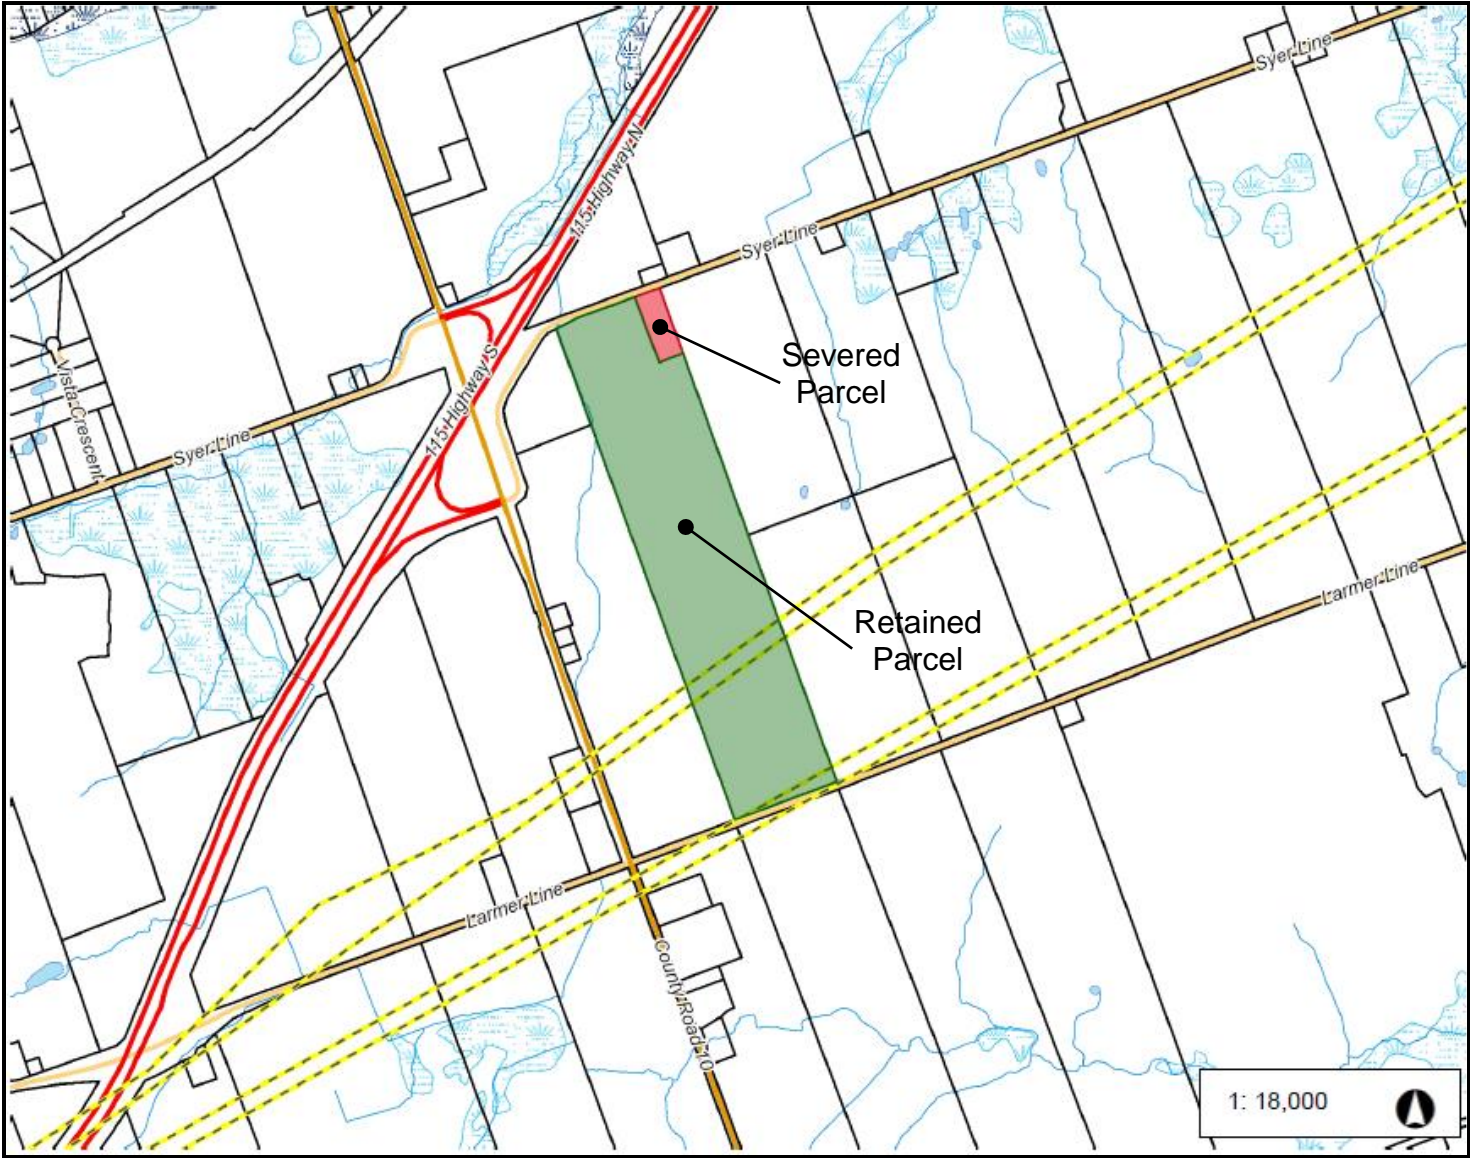 Syer Line
115 Highway N
Syer Line
Severed
Parcel
115 Highway S
Vista Crescent
Syer Line
Larmer Line
Retained
Parcel
Larmer Line
County Road 10
1: 18,000